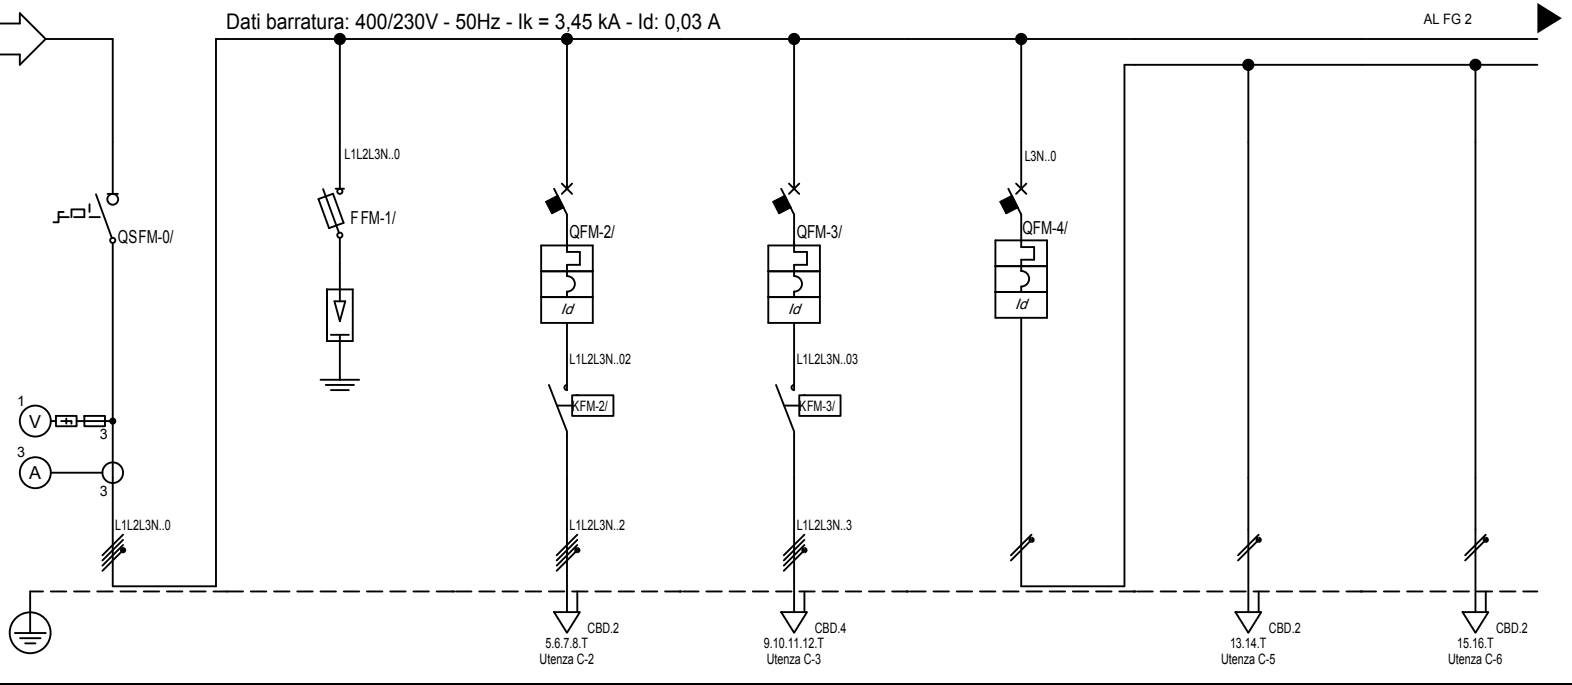 Dati barratura: 400/230V - 50Hz - Ik = 3,45 kA - Id: 0,03 A
AL FG 2
L1L2L3N..0
L3N..0
QSFM-0/
F FM-1/
QFM-2/
QFM-3/
QFM-4/
Id
Id
Id
L1L2L3N..02
L1L2L3N..03
KFM-2/
KFM-3/
1
V
3
3
A
3
L1L2L3N..0
L1L2L3N..2
L1L2L3N..3
CBD.2
5.6.7.8.T
Utenza C-2
CBD.4
9.10.11.12.T
Utenza C-3
CBD.2
13.14.T
Utenza C-5
CBD.2
15.16.T
Utenza C-6